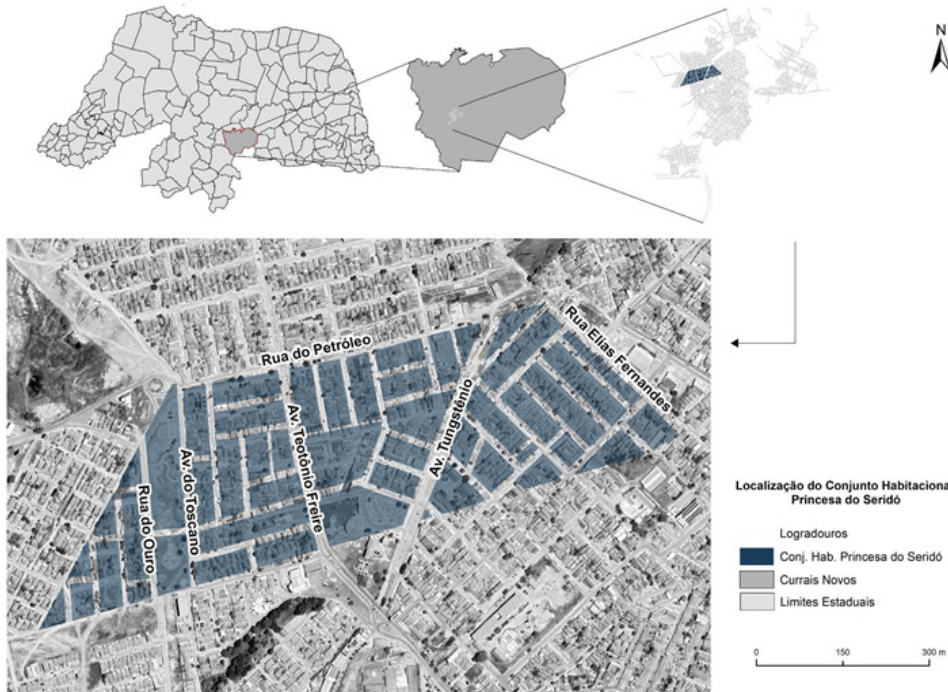 N
Rua do Petróleo
Rua Elias Fernandes
Av. Tungstênio
Av. Teotônio Freire
Av. do Toscano
Rua do Ouro
Localização do Conjunto Habitaciona
Princesa do Seridó
Logradouros
Conj. Hab. Princesa do Seridó
Currais Novos
Limites Estaduais
0 150 300 m